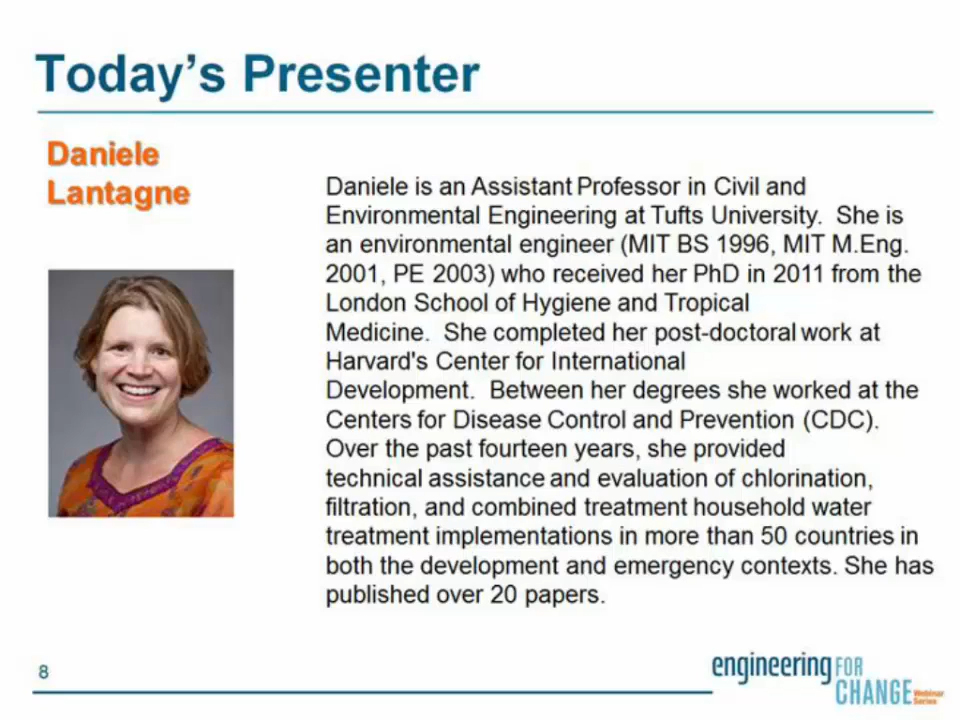 Today's Presenter
Daniele
Lantagne
Daniele is an Assistant Professor in Civil and
Environmental Engineering at Tufts University. She is
an environmental engineer (MIT BS 1996, MIT M.Eng.
2001, PE 2003) who received her PhD in 2011 from the
London School of Hygiene and Tropical
Medicine. She completed her post-doctoral work at
Harvard's Center for International
Development. Between her degrees she worked at the
Centers for Disease Control and Prevention (CDC).
Over the past fourteen years, she provided
technical assistance and evaluation of chlorination,
filtration, and combined treatment household water
treatment implementations in more than 50 countries in
both the development and emergency contexts. She has
published over 20 papers.
8
engineering FOR
CHANGE Webinar
Series